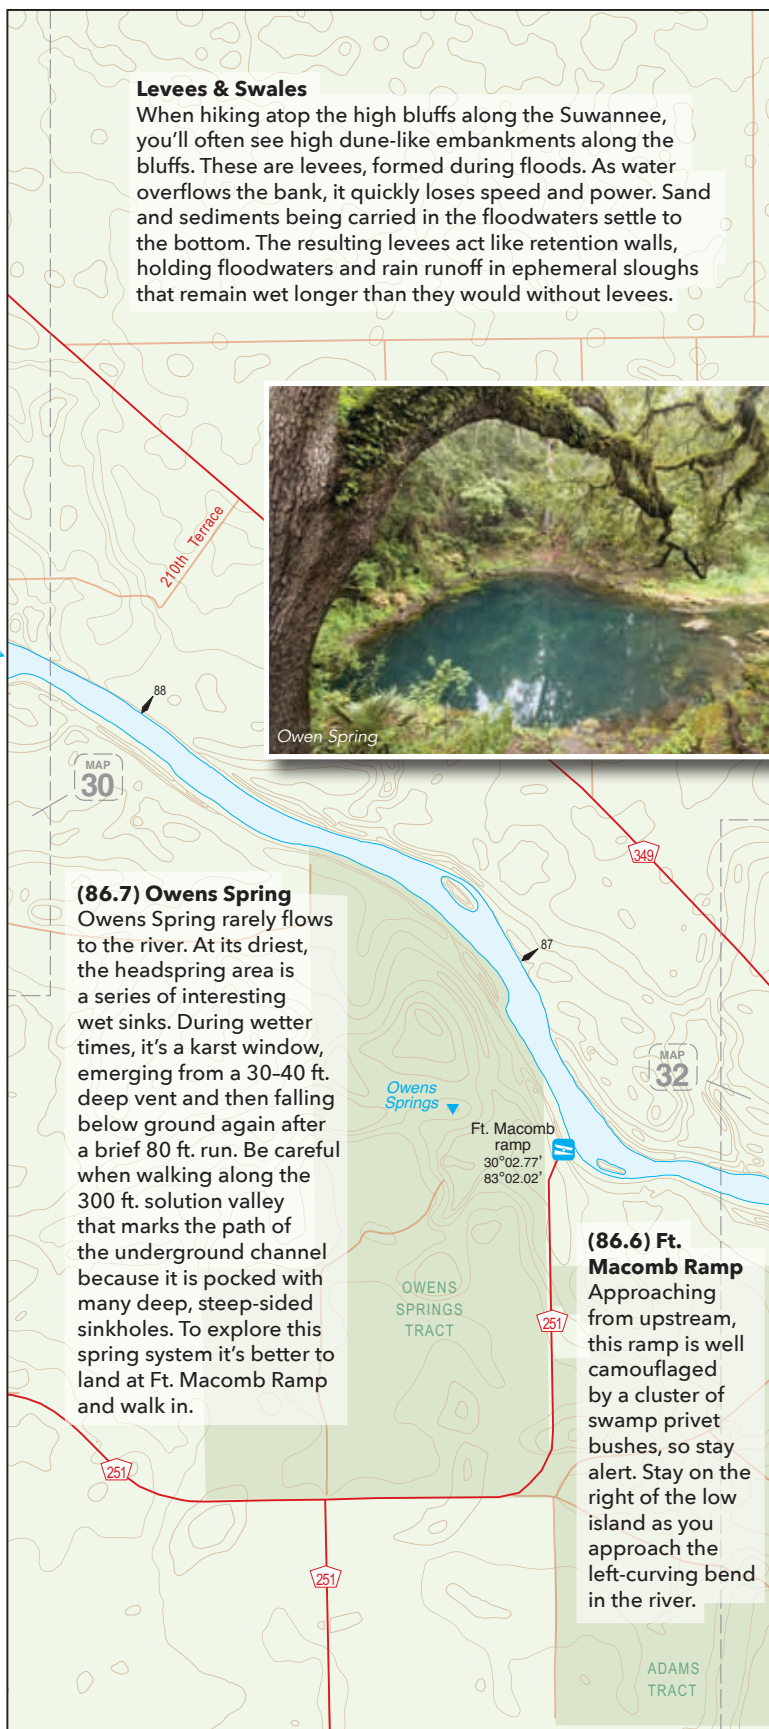 Levees & Swales
When hiking atop the high bluffs along the Suwannee,
you'll often see high dune-like embankments along the
bluffs. These are levees, formed during floods. As water
overflows the bank, it quickly loses speed and power. Sand
and sediments being carried in the floodwaters settle to
the bottom. The resulting levees act like retention walls,
holding floodwaters and rain runoff in ephemeral sloughs
that remain wet longer than they would without levees.
210th Terrace
Owen Spring
88
MAP
30
349
(86.7) Owens Spring
Owens Spring rarely flows
to the river. At its driest,
the headspring area is
a series of interesting
wet sinks. During wetter
times, it's a karst window,
emerging from a 30–40 ft.
deep vent and then falling
below ground again after
a brief 80 ft. run. Be careful
when walking along the
300 ft. solution valley
that marks the path of
the underground channel
because it is pocked with
many deep, steep-sided
sinkholes. To explore this
spring system it's better to
land at Ft. Macomb Ramp
and walk in.
87
MAP
32
Owens
Springs
Ft. Macomb
ramp
30°02.77'
83°02.02'
(86.6) Ft.
Macomb Ramp
Approaching
from upstream,
this ramp is well
camouflaged
by a cluster of
swamp privet
bushes, so stay
alert. Stay on the
right of the low
island as you
approach the
left-curving bend
in the river.
OWENS
SPRINGS
TRACT
251
251
251
ADAMS
TRACT